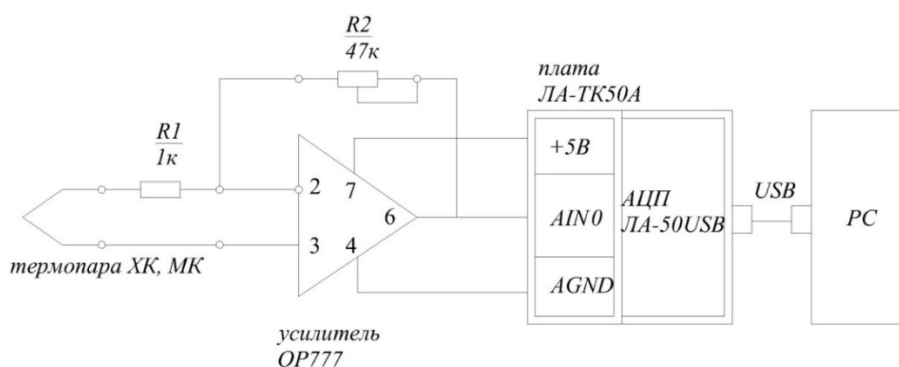 R2
47к
плата
ЛА-ТК50А
R1
1к
+5В
2
7
USB
6
AIN0
АЦП
ЛА-50USB
PC
3
4
термопара ХК, МК
AGND
усилитель
OP777